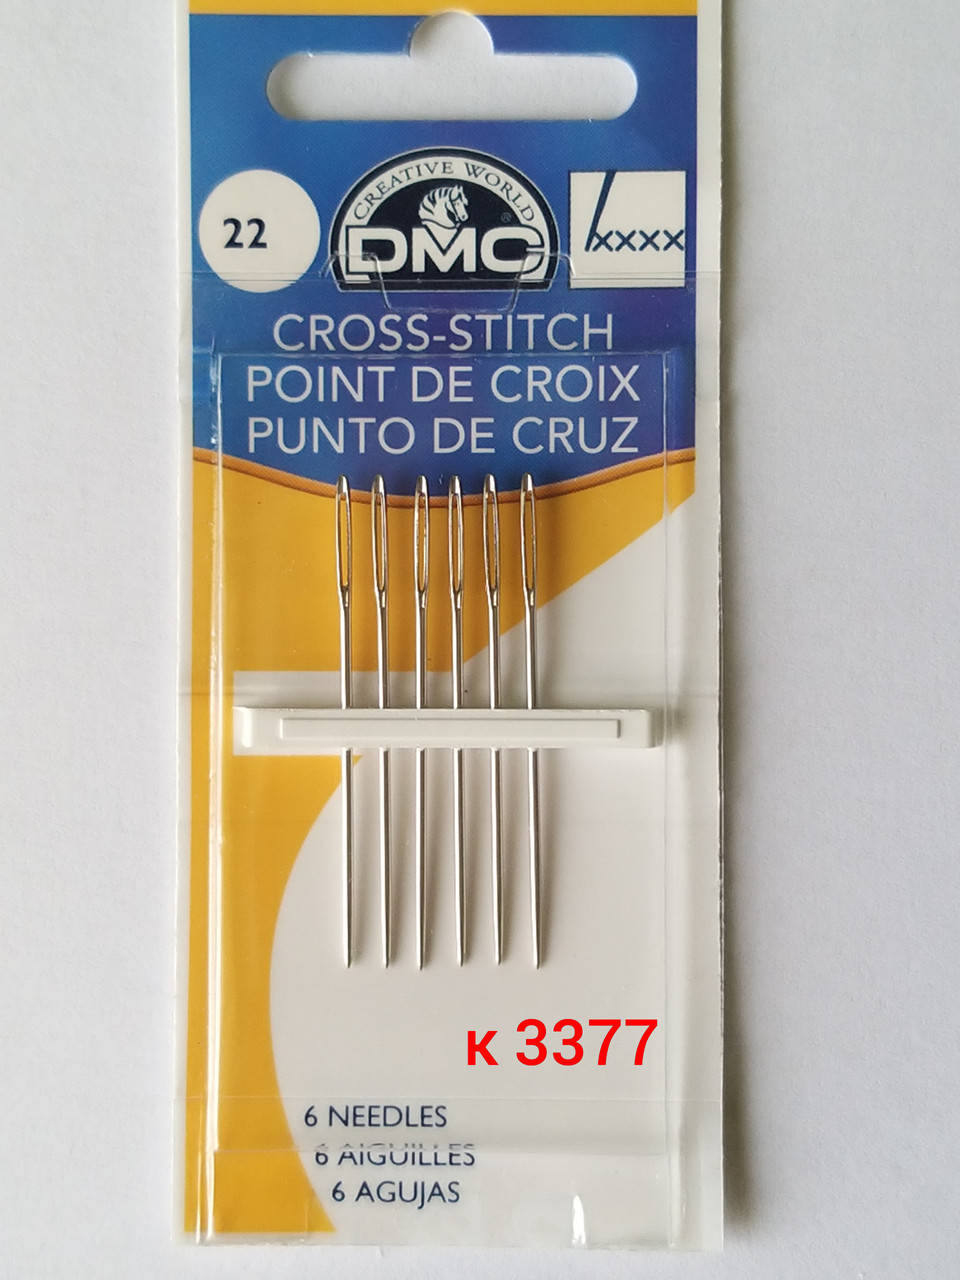 CREATIVE WORLD
22
DMC®
xxxx
CROSS-STITCH
POINT DE CROIX
PUNTO DE CRUZ
к 3377
6 NEEDLES
6 AIGUILLES
6 AGUJAS